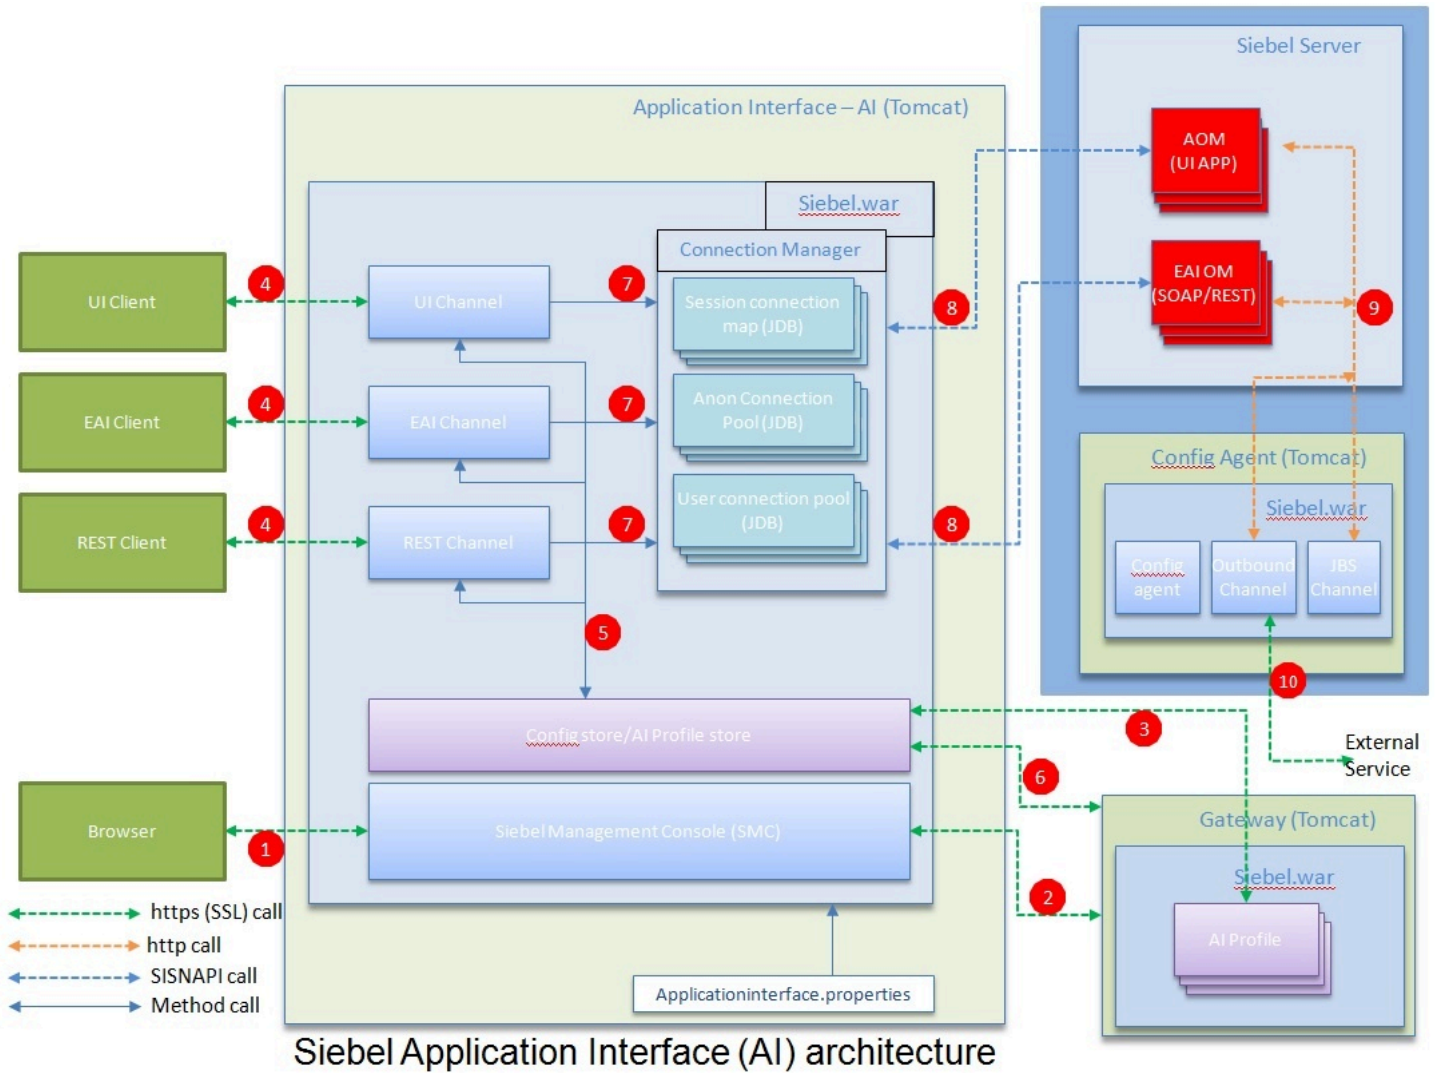 Siebel Server
Application Interface – AI (Tomcat)
AOM
(UI APP)
Siebel.war
Connection Manager
UI Client
4
UI Channel
7
Session connection
map (JDB)
8
EAI OM
(SOAP/REST)
9
EAI Client
4
EAI Channel
7
Anon Connection
Pool (JDB)
Config Agent (Tomcat)
Siebel.war
REST Client
4
REST Channel
7
User connection pool
(JDB)
8
Config
agent
Outbound
Channel
JBS
Channel
5
10
Config store/AI Profile store
3
External
Service
6
Browser
1
Siebel Management Console (SMC)
2
Gateway (Tomcat)
Siebel.war
AI Profile
https (SSL) call
http call
SISNAPI call
Method call
Applicationinterface.properties
Siebel Application Interface (AI) architecture